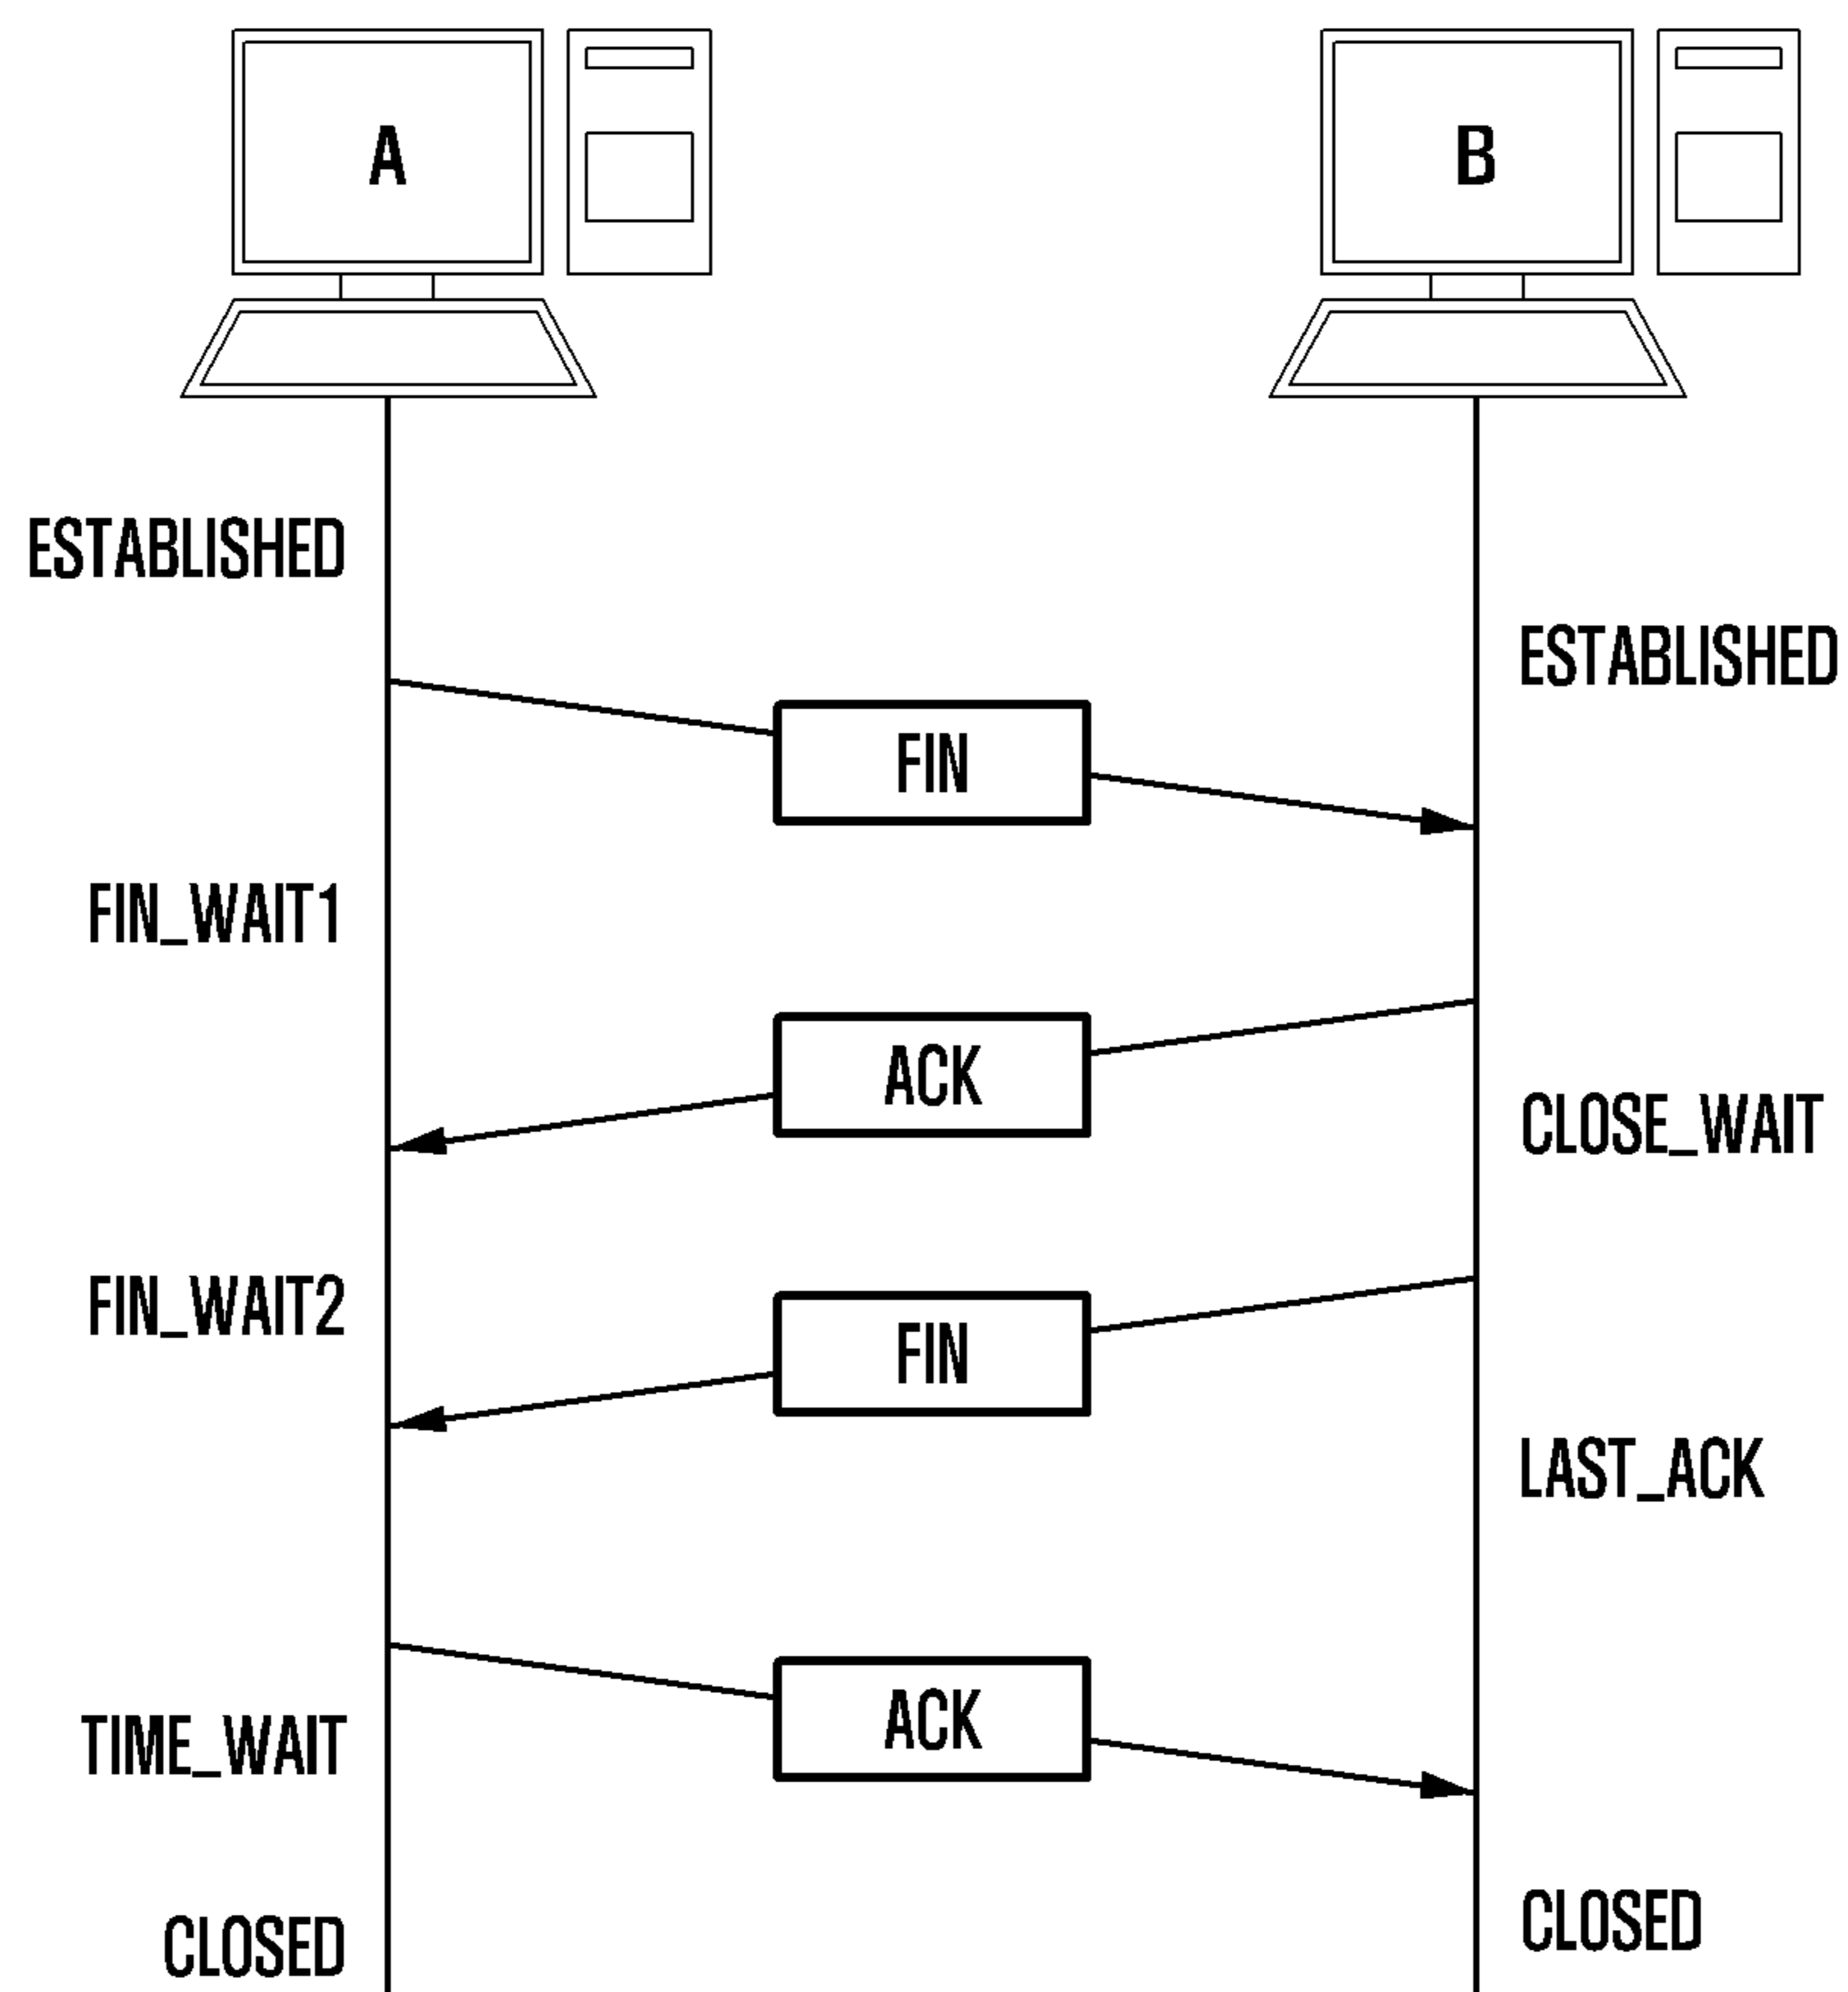 A
B
ESTABLISHED
ESTABLISHED
FIN
FIN_WAIT1
ACK
CLOSE_WAIT
FIN_WAIT2
FIN
LAST_ACK
ACK
TIME_WAIT
CLOSED
CLOSED